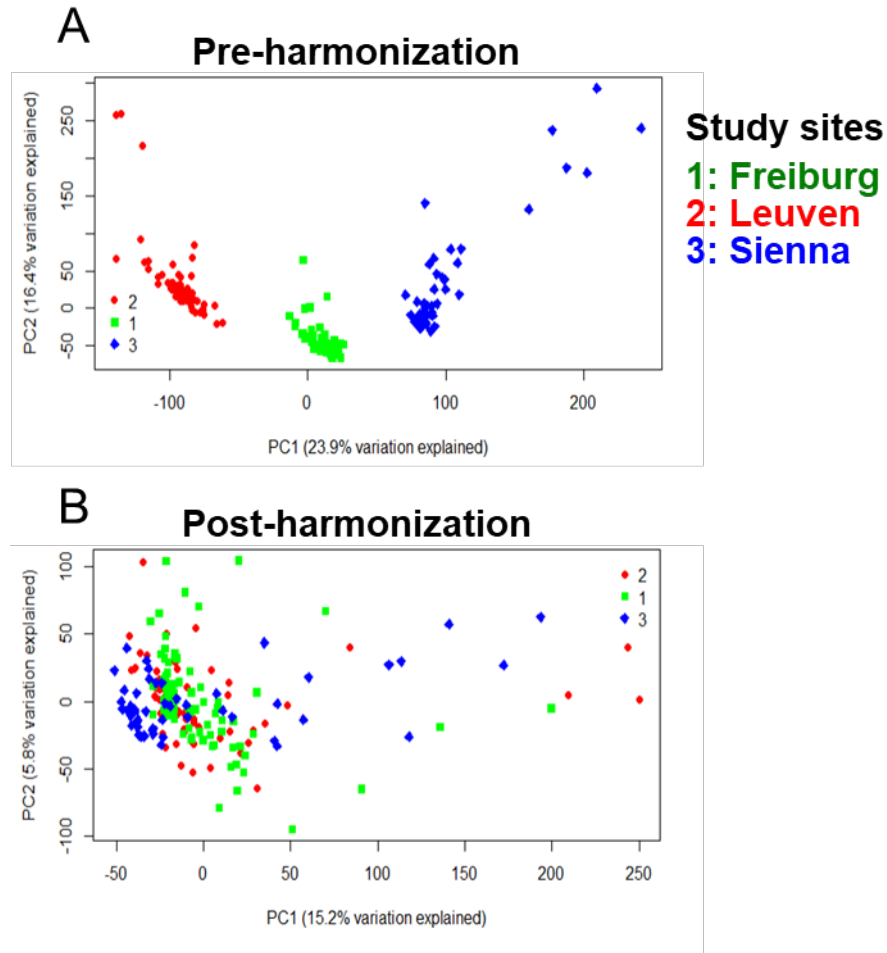 A
Pre-harmonization
PC2 (16.4% variation explained)
250
150
50
0
-50
2
1
3
-100
0
100
200
PC1 (23.9% variation explained)
Study sites
1: Freiburg
2: Leuven
3: Sienna
B
Post-harmonization
PC2 (5.8% variation explained)
100
50
0
-50
-100
2
1
3
-50
0
50
100
150
200
250
PC1 (15.2% variation explained)